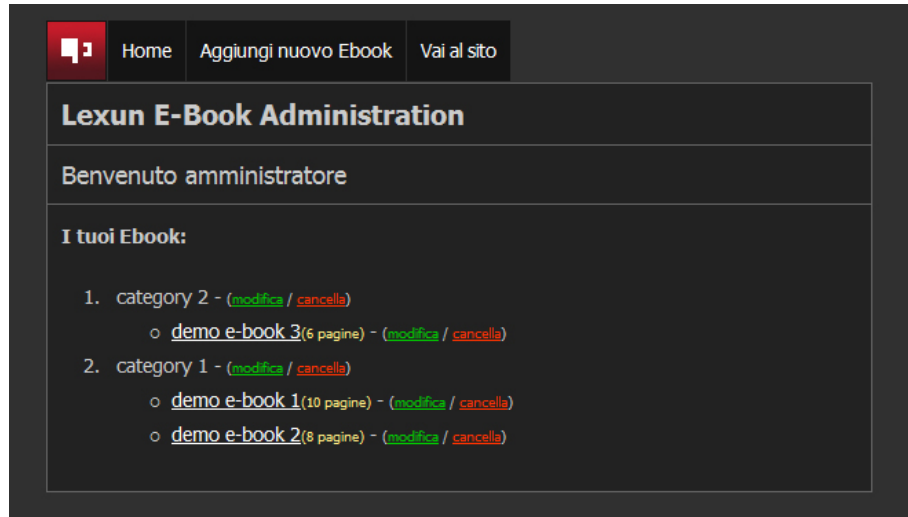 Home Aggiungi nuovo Ebook Vai al sito
Lexun E-Book Administration
Benvenuto amministratore
I tuoi Ebook:
1. category 2 - (modifica / cancella)
o demo e-book 3(6 pagine) - (modifica / cancella)
2. category 1 - (modifica / cancella)
o demo e-book 1(10 pagine) - (modifica / cancella)
o demo e-book 2(8 pagine) - (modifica / cancella)